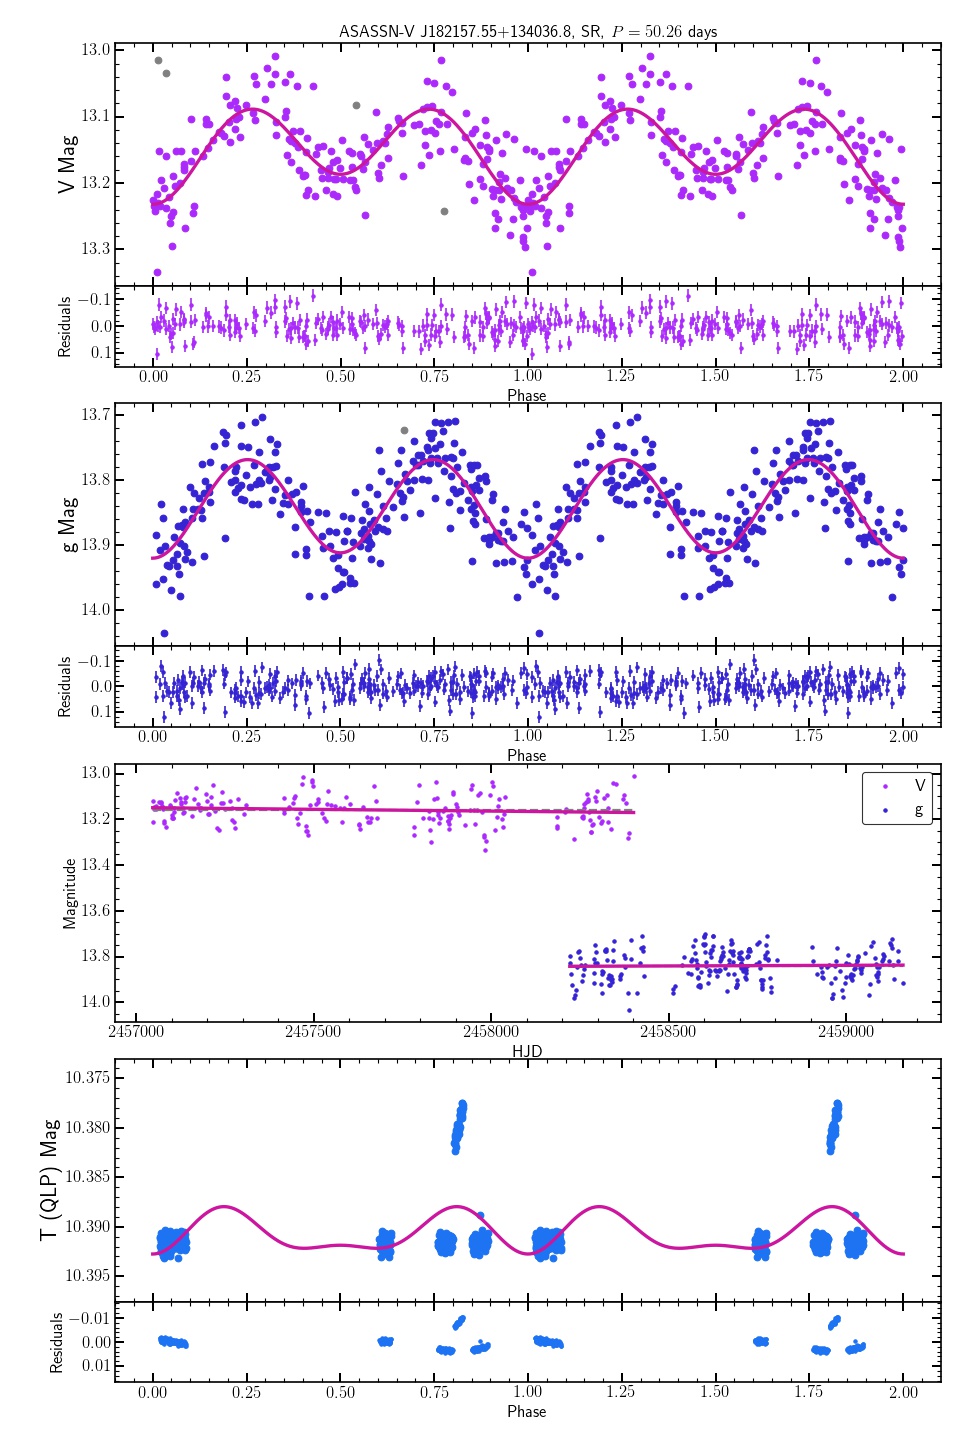 ASASSN-V J182157.55+134036.8, SR, P = 50.26 days
13.0
13.1
13.2
13.3
V Mag
−0.1
0.0
0.1
Residuals
0.00 0.25 0.50 0.75 1.00 1.25 1.50 1.75 2.00
Phase
13.7
13.8
13.9
14.0
g Mag
−0.1
0.0
0.1
Residuals
0.00 0.25 0.50 0.75 1.00 1.25 1.50 1.75 2.00
Phase
13.0
13.2
13.4
13.6
13.8
14.0
Magnitude
V
g
2457000 2457500 2458000 2458500 2459000
HJD
10.375
10.380
10.385
10.390
10.395
T (QLP) Mag
−0.01
0.00
0.01
Residuals
0.00 0.25 0.50 0.75 1.00 1.25 1.50 1.75 2.00
Phase